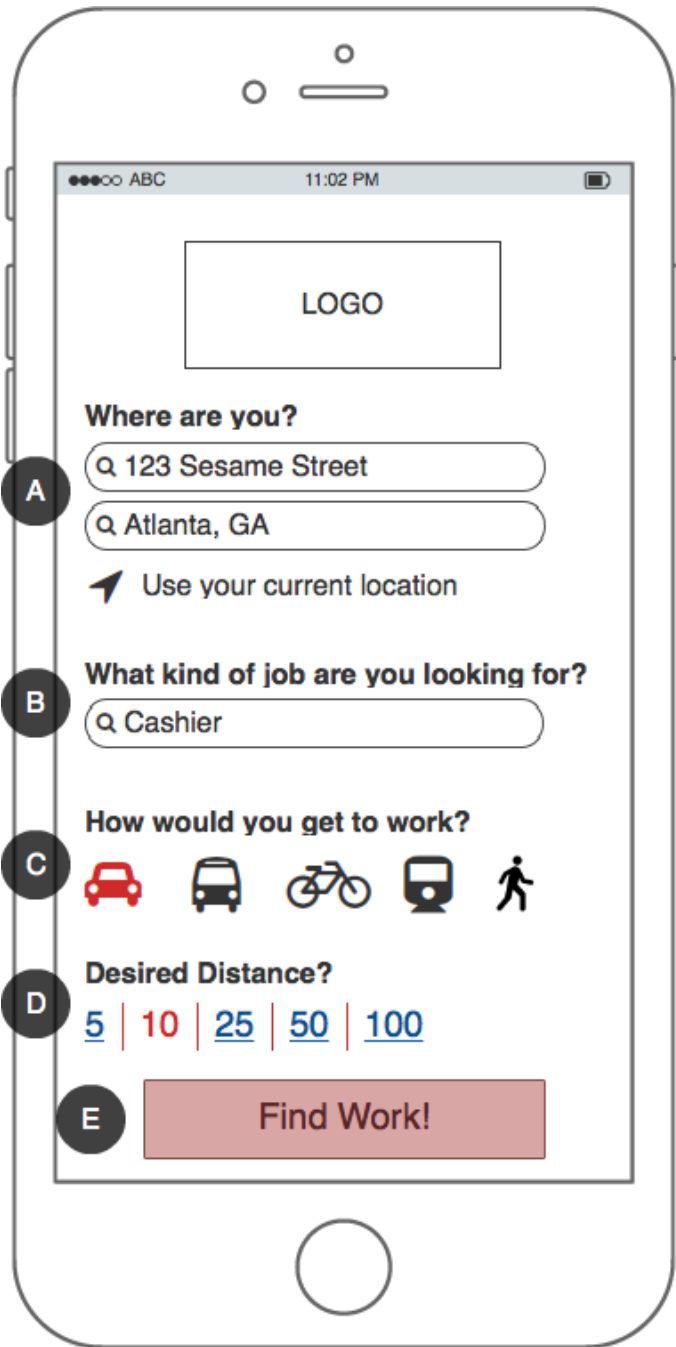 ABC 11:02 PM
LOGO
Where are you?
A
123 Sesame Street
Atlanta, GA
Use your current location
What kind of job are you looking for?
B
Cashier
How would you get to work?
C
Desired Distance?
D
5 | 10 | 25 | 50 | 100
E Find Work!